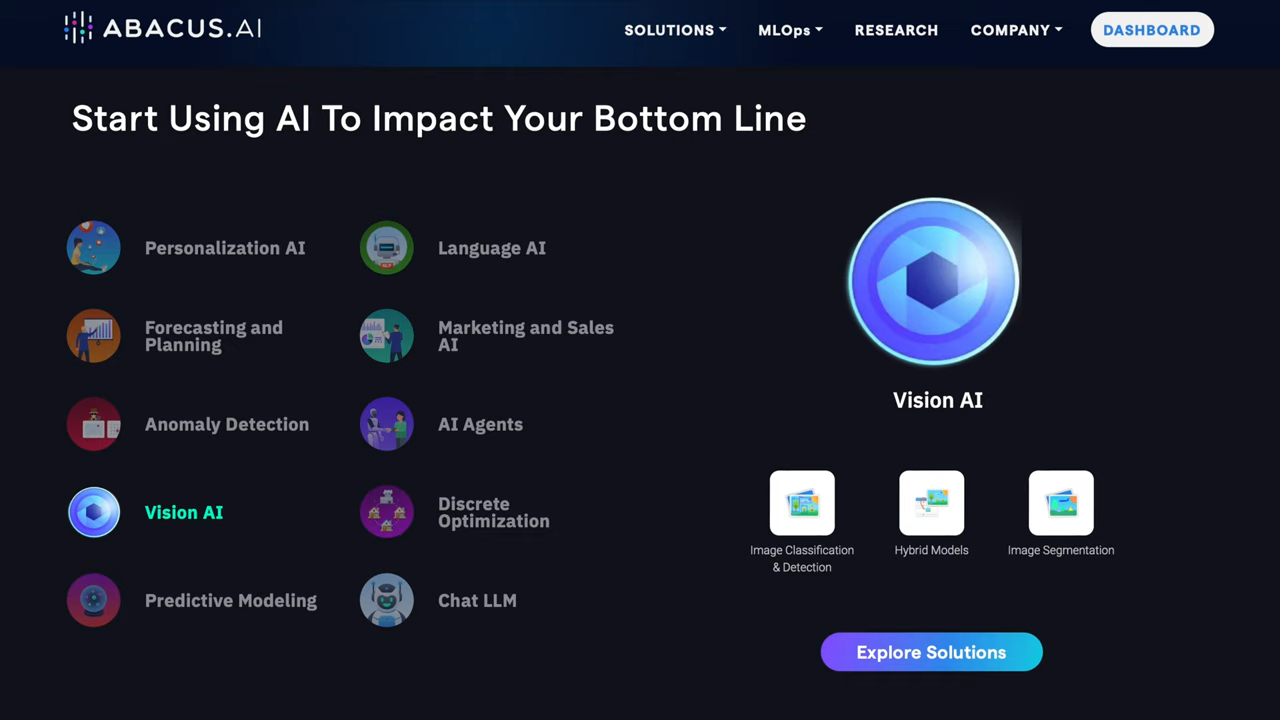 ABACUS.AI
SOLUTIONS
MLOps
RESEARCH
COMPANY
DASHBOARD
Start Using AI To Impact Your Bottom Line
Personalization AI
Language AI
Forecasting and
Planning
Marketing and Sales
AI
Anomaly Detection
AI Agents
Vision AI
Discrete
Optimization
Predictive Modeling
Chat LLM
Vision AI
Image Classification
& Detection
Hybrid Models
Image Segmentation
Explore Solutions